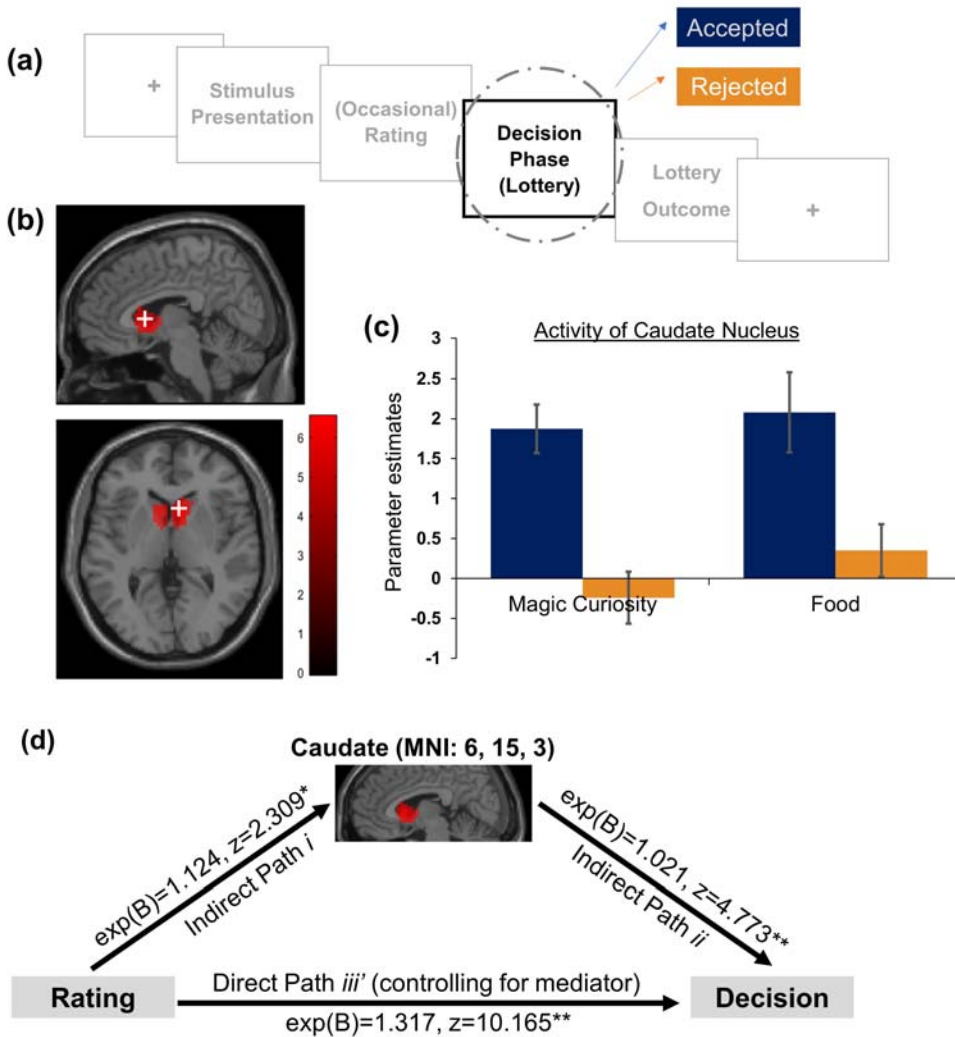 (a)
+
Stimulus
Presentation
(Occasional)
Rating
Decision
Phase
(Lottery)
Accepted
Rejected
Lottery
Outcome
+
(b)
6
5
4
3
2
1
0
(c)
Activity of Caudate Nucleus
Parameter estimates
3
2.5
2
1.5
1
0.5
0
-0.5
-1
Magic Curiosity
Food
(d)
Caudate (MNI: 6, 15, 3)
exp(B)=1.124, z=2.309*
Indirect Path i
exp(B)=1.021, z=4.773**
Indirect Path ii
Rating
Direct Path iii’ (controlling for mediator)
exp(B)=1.317, z=10.165**
Decision